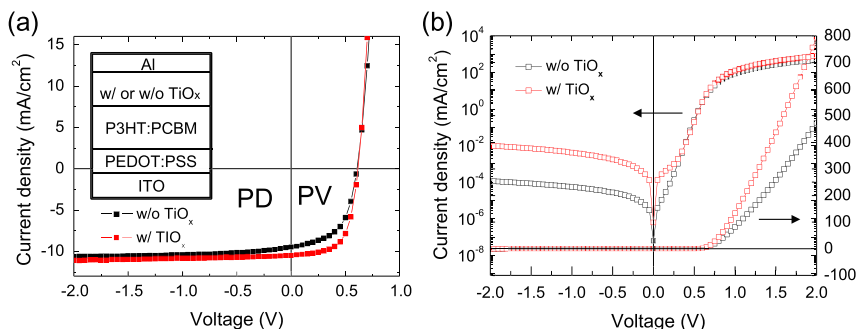 (a)
Current density (mA/cm²)
15
10
5
0
-5
-10
Al
w/ or w/o TiOx
P3HT:PCBM
PEDOT:PSS
ITO
PD
PV
w/o TiOx
w/ TIOx
-2.0
-1.5
-1.0
-0.5
0.0
0.5
1.0
Voltage (V)
(b)
Current density (mA/cm²)
10⁴
10²
10⁰
10⁻²
10⁻⁴
10⁻⁶
10⁻⁸
w/o TiOx
w/ TiOx
800
700
600
500
400
300
200
100
0
-100
-2.0
-1.5
-1.0
-0.5
0.0
0.5
1.0
1.5
2.0
Voltage (V)